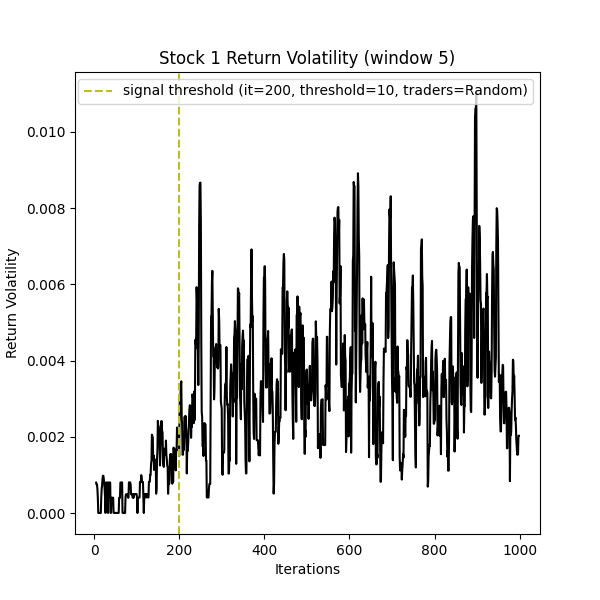 Stock 1 Return Volatility (window 5)
signal threshold (it=200, threshold=10, traders=Random)
0.010
0.008
0.006
0.004
0.002
0.000
Return Volatility
0 200 400 600 800 1000
Iterations